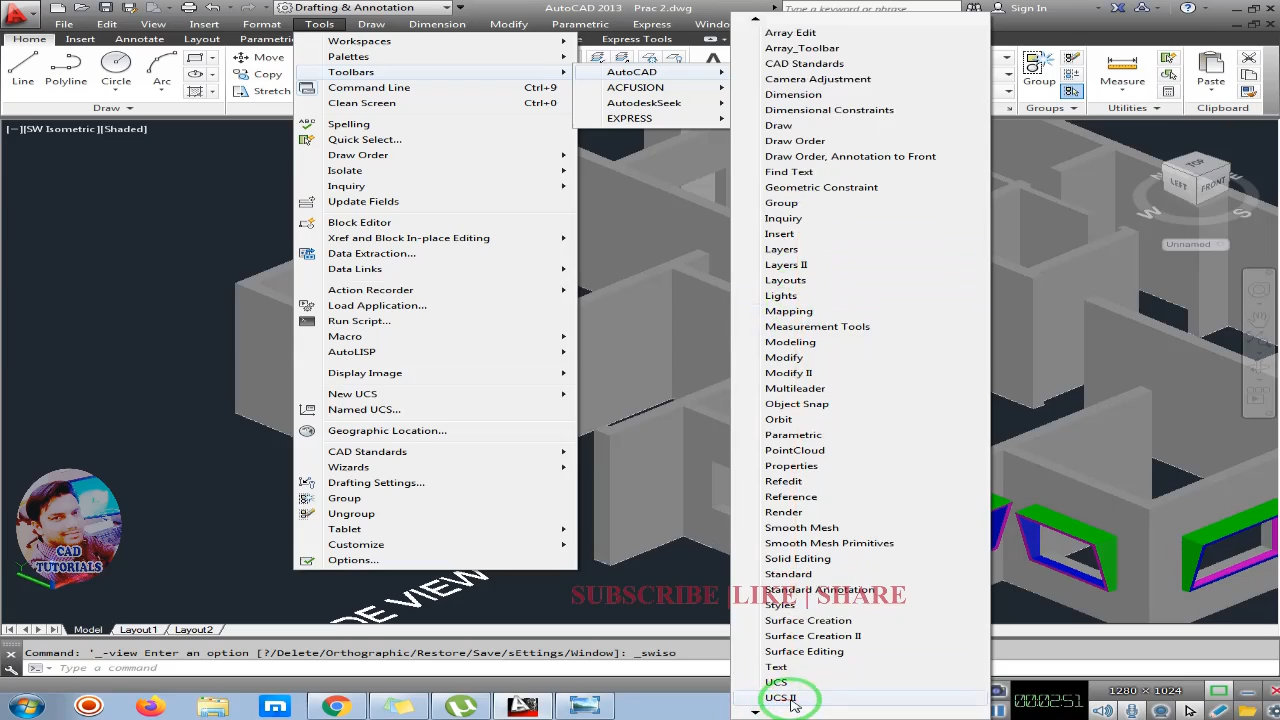 Drafting & Annotation
AutoCAD 2013
Prac 2.dwg
Type a keyword or phrase
Sign In
Tools
Draw
Dimension
Modify
Parametric
Express
Home
Insert
Annotate
Layout
Express Tools
Line
Polyline
Circle
Arc
Move
Copy
Stretch
Draw
Group
Groups
Measure
Utilities
Paste
Clipboard
[−][SW Isometric][Shaded]
Workspaces
Palettes
Toolbars
Command Line Ctrl+9
Clean Screen Ctrl+0
Spelling
Quick Select...
Draw Order
Isolate
Inquiry
Update Fields
Block Editor
Xref and Block In-place Editing
Data Extraction...
Data Links
Action Recorder
Load Application...
Run Script...
Macro
AutoLISP
Display Image
New UCS
Named UCS...
Geographic Location...
CAD Standards
Wizards
Drafting Settings...
Group
Ungroup
Tablet
Customize
Options...
AutoCAD
ACFUSION
AutodeskSeek
EXPRESS
Array Edit
Array_Toolbar
CAD Standards
Camera Adjustment
Dimension
Dimensional Constraints
Draw
Draw Order
Draw Order, Annotation to Front
Find Text
Geometric Constraint
Group
Inquiry
Insert
Layers
Layers II
Layouts
Lights
Mapping
Measurement Tools
Modeling
Modify
Modify II
Multileader
Object Snap
Orbit
Parametric
PointCloud
Properties
Refedit
Reference
Render
Smooth Mesh
Smooth Mesh Primitives
Solid Editing
Standard
Standard Annotation
Styles
Surface Creation
Surface Creation II
Surface Editing
Text
UCS
UCS II
TOP
LEFT
FRONT
W
S
Unnamed
CAD
TUTORIALS
DE VIEW
SUBSCRIBE |LIKE | SHARE
Model
Layout1
Layout2
Command: _-view Enter an option [?/Delete/Orthographic/Restore/Save/sEttings/Window]: _swiso
Type a command
00:02:51
1280 × 1024